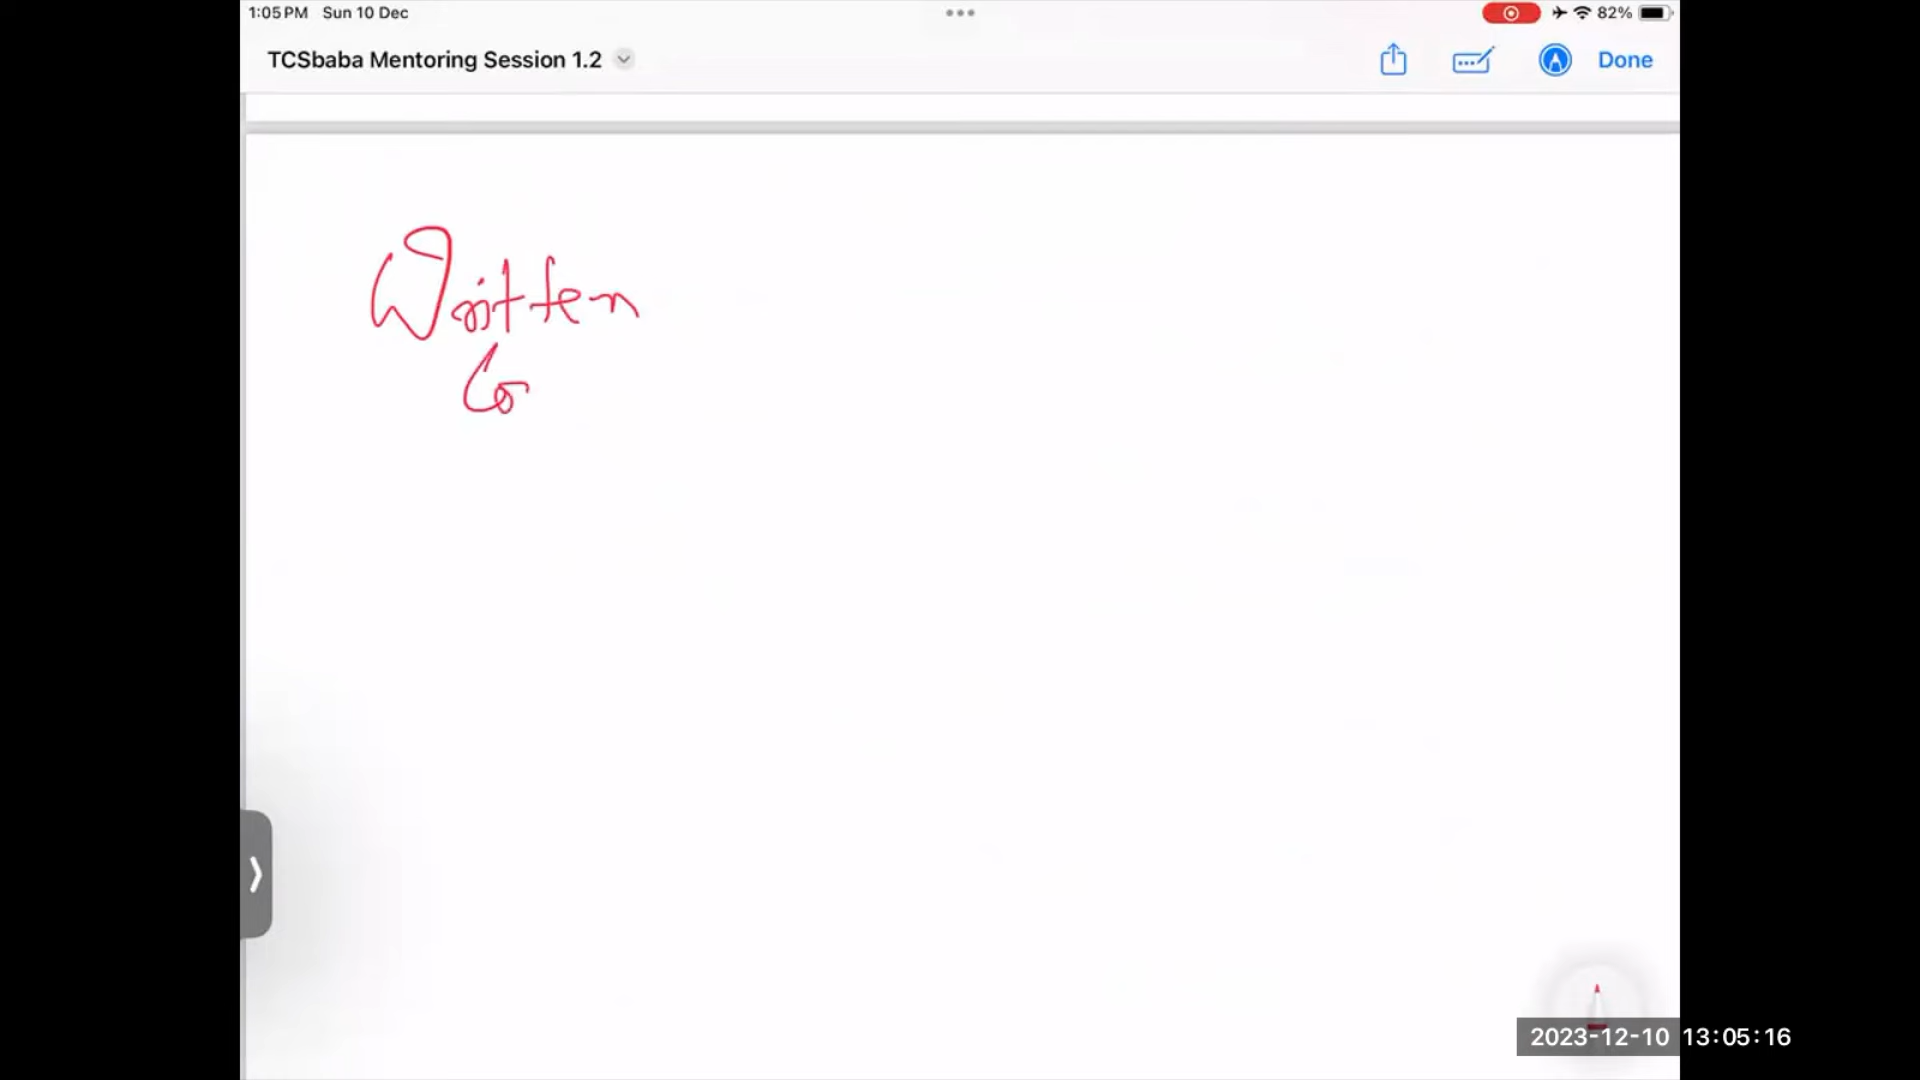 1:05 PM Sun 10 Dec 82%
TCSbaba Mentoring Session 1.2 Done
Written
Co
2023-12-10 13:05:16